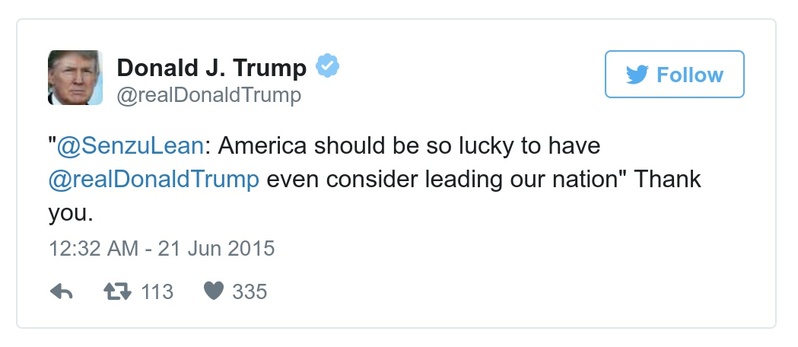 Donald J. Trump
@realDonaldTrump
Follow
"@SenzuLean: America should be so lucky to have
@realDonaldTrump even consider leading our nation" Thank
you.
12:32 AM - 21 Jun 2015
113 335